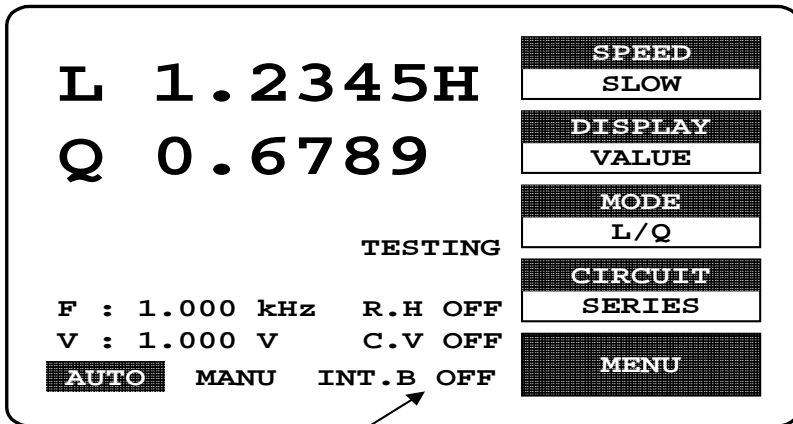 L 1.2345H
Q 0.6789
TESTING
F : 1.000 kHz R.H OFF
V : 1.000 V C.V OFF
AUTO MANU INT.B OFF
SPEED
SLOW
DISPLAY
VALUE
MODE
L/Q
CIRCUIT
SERIES
MENU